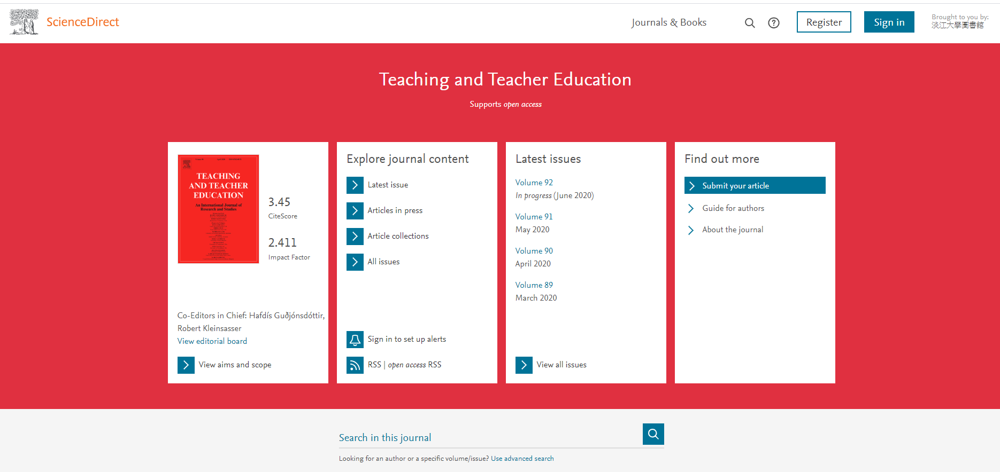 ScienceDirect
Journals & Books
Register
Sign in
Brought to you by:
淡江大學圖書館
Teaching and Teacher Education
Supports open access
TEACHING
AND TEACHER
EDUCATION
An International Journal of
Research and Studies
3.45
CiteScore
2.411
Impact Factor
Co-Editors in Chief: Hafdís Guðjónsdóttir,
Robert Kleinsasser
View editorial board
View aims and scope
Explore journal content
Latest issue
Articles in press
Article collections
All issues
Sign in to set up alerts
RSS | open access RSS
Latest issues
Volume 92
In progress (June 2020)
Volume 91
May 2020
Volume 90
April 2020
Volume 89
March 2020
View all issues
Find out more
Submit your article
Guide for authors
About the journal
Search in this journal
Looking for an author or a specific volume/issue? Use advanced search